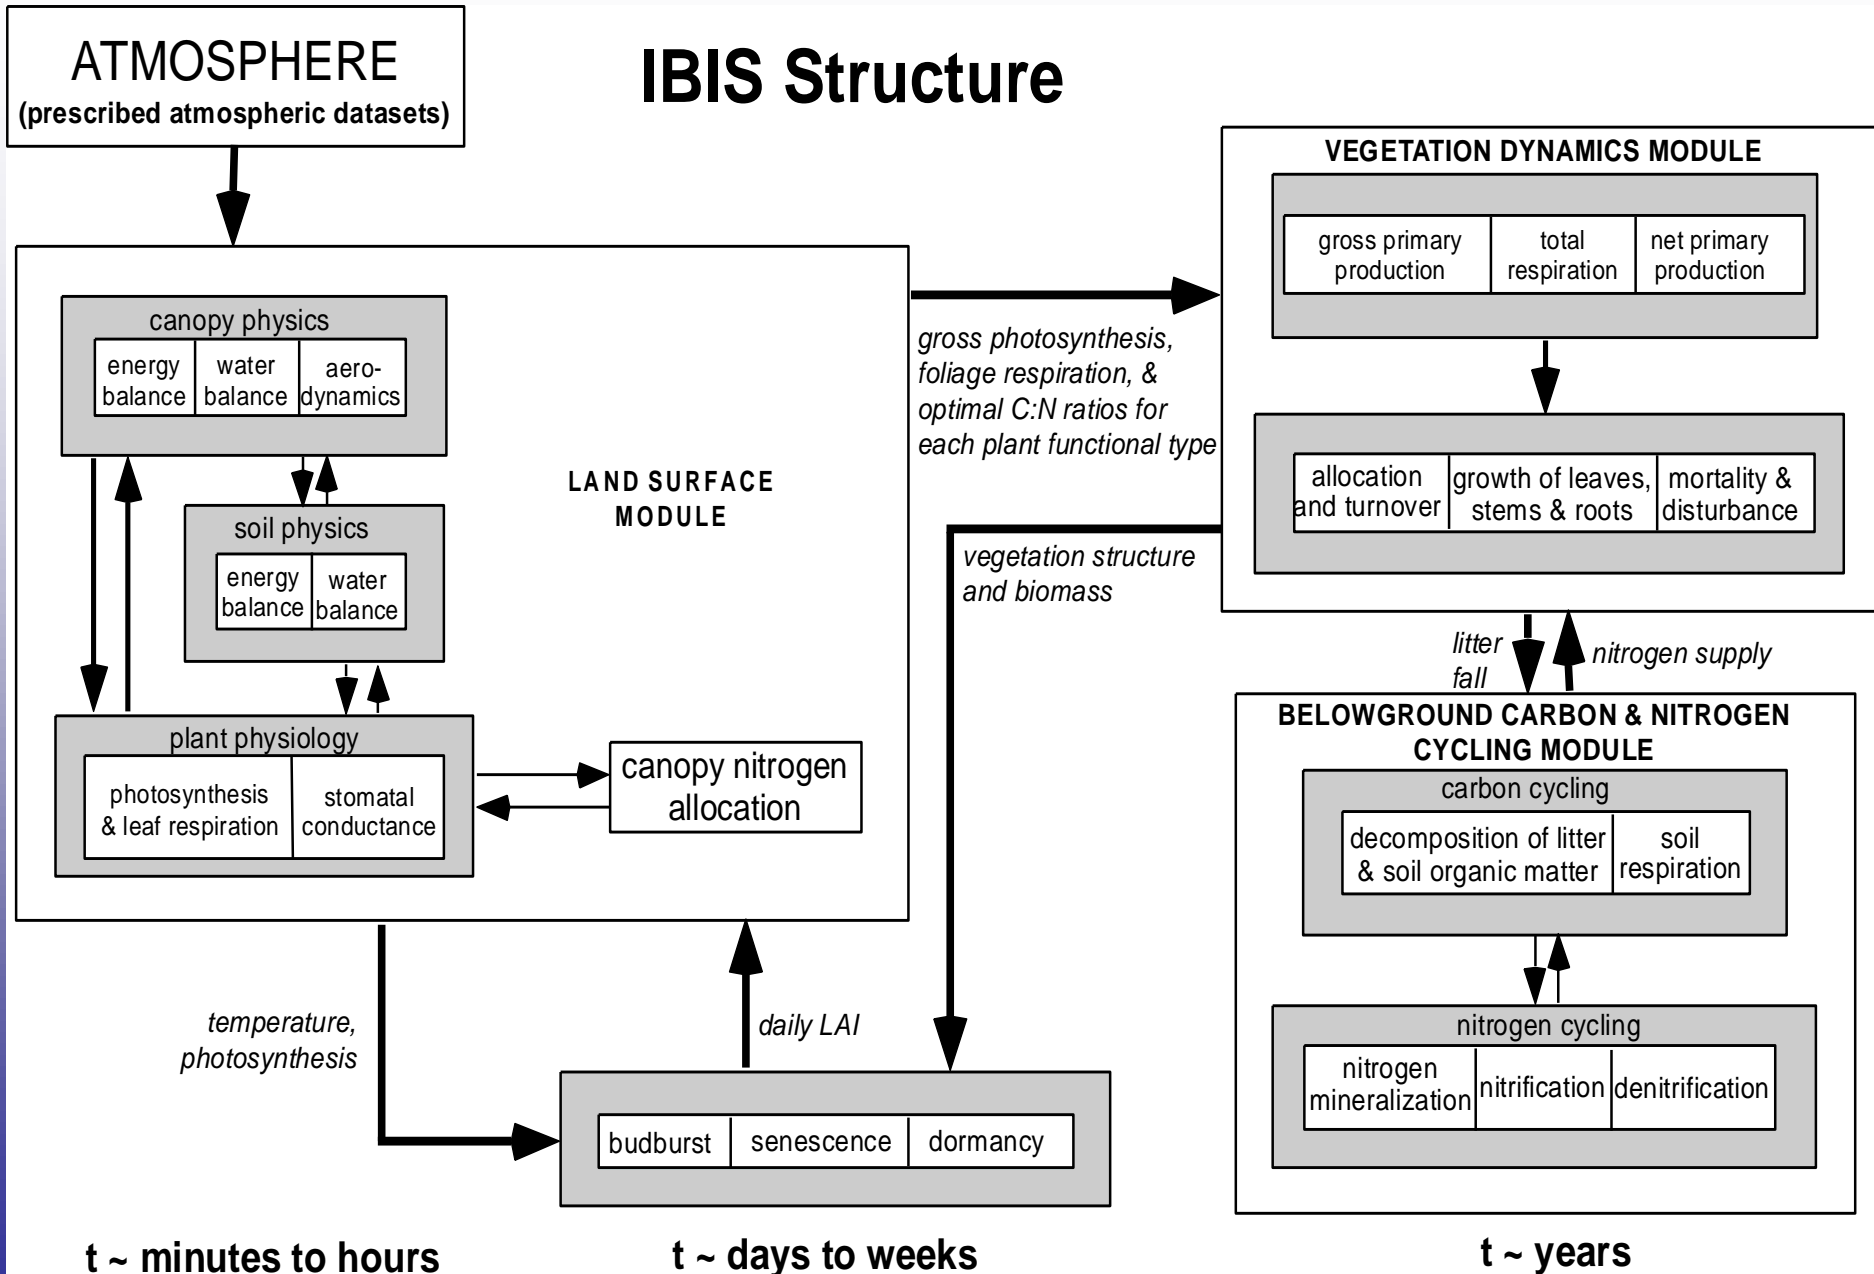 ATMOSPHERE
(prescribed atmospheric datasets)
IBIS Structure
canopy physics
energy
balance
water
balance
aero-
dynamics
soil physics
energy
balance
water
balance
LAND SURFACE
MODULE
plant physiology
photosynthesis
& leaf respiration
stomatal
conductance
canopy nitrogen
allocation
gross photosynthesis,
foliage respiration, &
optimal C:N ratios for
each plant functional type
vegetation structure
and biomass
VEGETATION DYNAMICS MODULE
gross primary
production
total
respiration
net primary
production
allocation
and turnover
growth of leaves,
stems & roots
mortality &
disturbance
litter
fall
nitrogen supply
BELOWGROUND CARBON & NITROGEN
CYCLING MODULE
carbon cycling
decomposition of litter
& soil organic matter
soil
respiration
nitrogen cycling
nitrogen
mineralization
nitrification
denitrification
temperature,
photosynthesis
daily LAI
budburst
senescence
dormancy
t ~ minutes to hours
t ~ days to weeks
t ~ years